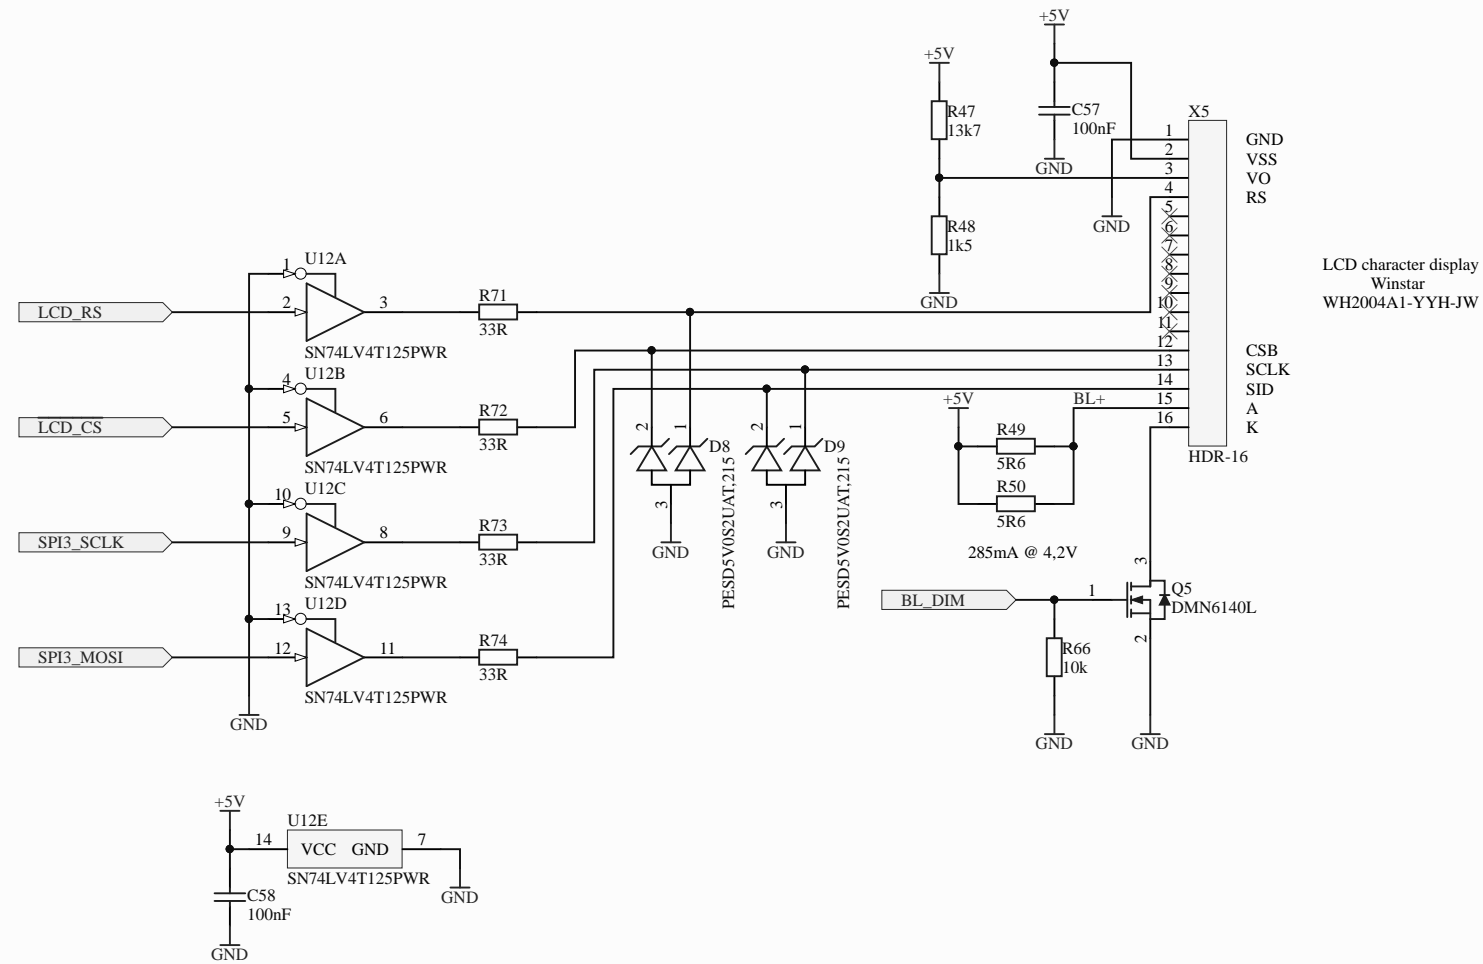 +5V
+5V
R47
13k7
C57
100nF
GND
X5
1
2
3
4
5
6
7
8
9
10
11
12
13
14
15
16
GND
VSS
VO
RS
CSB
SCLK
SID
A
K
HDR-16
GND
R48
1k5
GND
LCD character display
Winstar
WH2004A1-YYH-JW
LCD_RS
1
U12A
2
3
SN74LV4T125PWR
R71
33R
LCD_CS
4
U12B
5
6
SN74LV4T125PWR
R72
33R
SPI3_SCLK
10
U12C
9
8
SN74LV4T125PWR
R73
33R
SPI3_MOSI
13
U12D
12
11
SN74LV4T125PWR
R74
33R
GND
2
1
D8
3
PESD5V0S2UAT,215
GND
2
1
D9
3
PESD5V0S2UAT,215
GND
+5V
BL+
R49
5R6
R50
5R6
285mA @ 4,2V
BL_DIM
1
3
Q5
DMN6140L
2
R66
10k
GND
GND
+5V
U12E
14
VCC GND
7
SN74LV4T125PWR
C58
100nF
GND
GND